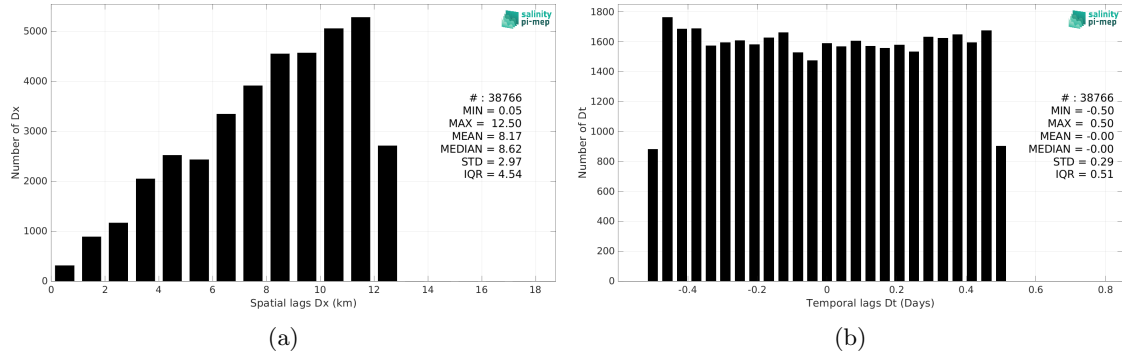 salinity
pi-mep
5000
4000
3000
2000
1000
0
Number of Dx
# : 38766
MIN = 0.05
MAX = 12.50
MEAN = 8.17
MEDIAN = 8.62
STD = 2.97
IQR = 4.54
0 2 4 6 8 10 12 14 16 18
Spatial lags Dx (km)
(a)
salinity
pi-mep
1800
1600
1400
1200
1000
800
600
400
200
0
Number of Dt
# : 38766
MIN = -0.50
MAX = 0.50
MEAN = -0.00
MEDIAN = -0.00
STD = 0.29
IQR = 0.51
-0.4 -0.2 0 0.2 0.4 0.6 0.8
Temporal lags Dt (Days)
(b)